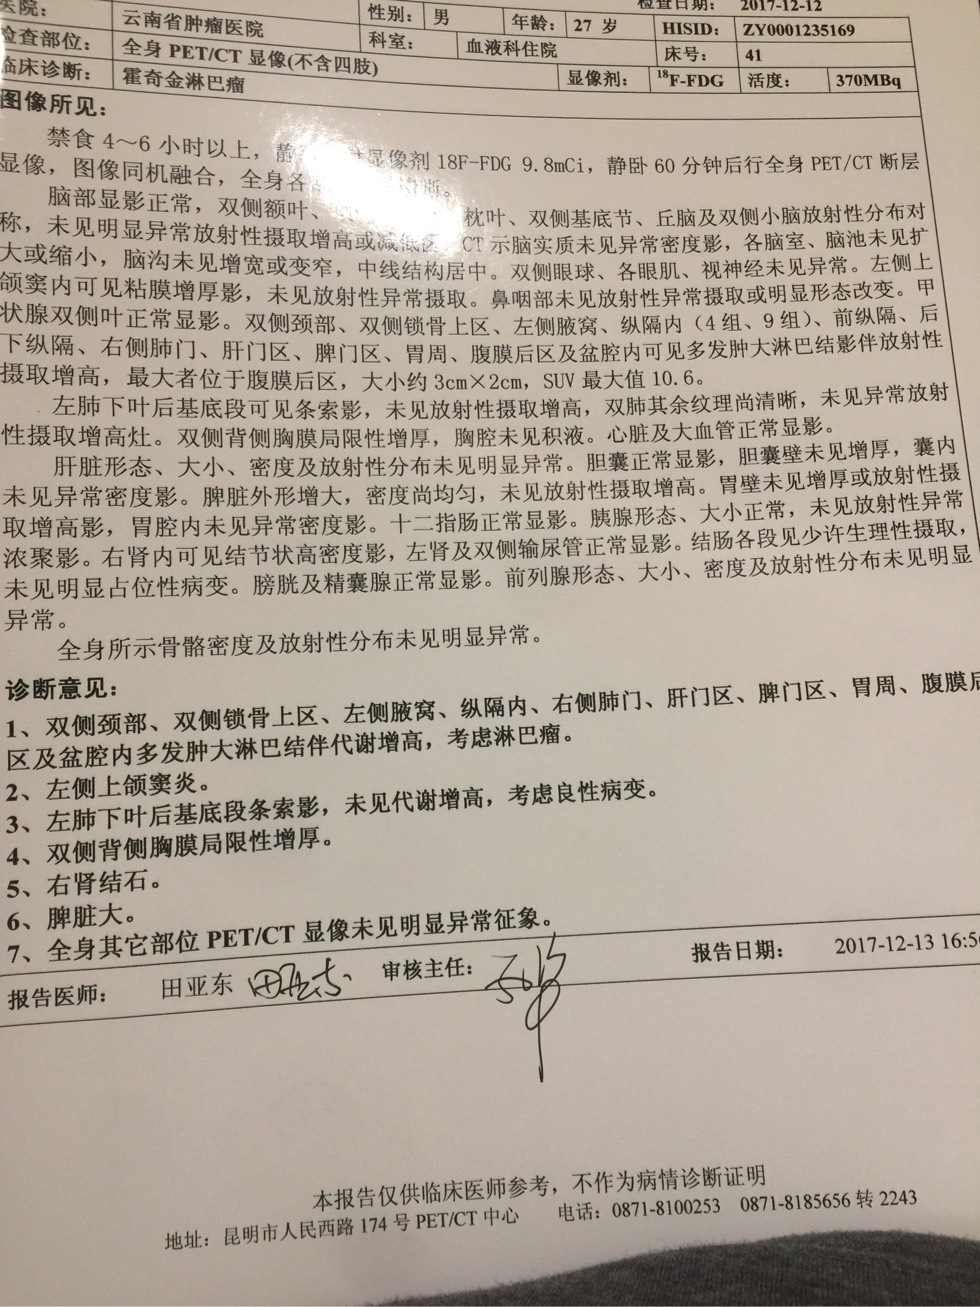 医院： 云南省肿瘤医院 性别： 男 年龄： 27 岁 检查日期： 2017-12-12
HISID： ZY0001235169
检查部位： 全身 PET/CT 显像(不含四肢) 科室： 血液科住院 床号： 41
临床诊断： 霍奇金淋巴瘤 显像剂： ¹⁸F-FDG 活度： 370MBq
图像所见：
禁食 4～6 小时以上，静 显像剂 18F-FDG 9.8mCi，静卧 60 分钟后行全身 PET/CT 断层
显像，图像同机融合，全身各 断。
脑部显影正常，双侧额叶、 枕叶、双侧基底节、丘脑及双侧小脑放射性分布对
称，未见明显异常放射性摄取增高或减低区，CT 示脑实质未见异常密度影，各脑室、脑池未见扩
大或缩小，脑沟未见增宽或变窄，中线结构居中。双侧眼球、各眼肌、视神经未见异常。左侧上
颌窦内可见粘膜增厚影，未见放射性异常摄取。鼻咽部未见放射性异常摄取或明显形态改变。甲
状腺双侧叶正常显影。双侧颈部、双侧锁骨上区、左侧腋窝、纵隔内（4 组、9 组）、前纵隔、后
下纵隔、右侧肺门、肝门区、脾门区、胃周、腹膜后区及盆腔内可见多发肿大淋巴结影伴放射性
摄取增高，最大者位于腹膜后区，大小约 3cm×2cm，SUV 最大值 10.6。
左肺下叶后基底段可见条索影，未见放射性摄取增高，双肺其余纹理尚清晰，未见异常放射
性摄取增高灶。双侧背侧胸膜局限性增厚，胸腔未见积液。心脏及大血管正常显影。
肝脏形态、大小、密度及放射性分布未见明显异常。胆囊正常显影，胆囊壁未见增厚，囊内
未见异常密度影。脾脏外形增大，密度尚均匀，未见放射性摄取增高。胃壁未见增厚或放射性摄
取增高影，胃腔内未见异常密度影。十二指肠正常显影。胰腺形态、大小正常，未见放射性异常
浓聚影。右肾内可见结节状高密度影，左肾及双侧输尿管正常显影。结肠各段见少许生理性摄取，
未见明显占位性病变。膀胱及精囊腺正常显影。前列腺形态、大小、密度及放射性分布未见明显
异常。
全身所示骨骼密度及放射性分布未见明显异常。
诊断意见：
1、双侧颈部、双侧锁骨上区、左侧腋窝、纵隔内、右侧肺门、肝门区、脾门区、胃周、腹膜后
区及盆腔内多发肿大淋巴结伴代谢增高，考虑淋巴瘤。
2、左侧上颌窦炎。
3、左肺下叶后基底段条索影，未见代谢增高，考虑良性病变。
4、双侧背侧胸膜局限性增厚。
5、右肾结石。
6、脾脏大。
7、全身其它部位 PET/CT 显像未见明显异常征象。
报告医师： 田亚东 田亚东 审核主任： 报告日期： 2017-12-13 16:5
本报告仅供临床医师参考，不作为病情诊断证明
地址：昆明市人民西路 174 号 PET/CT 中心 电话：0871-8100253 0871-8185656 转 2243